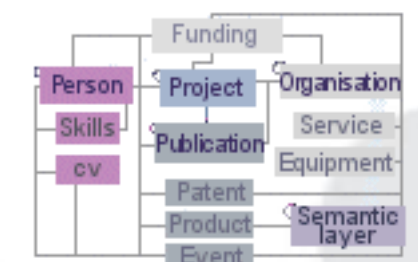 Funding
Person
Project
Organisation
Skills
Service
Publication
cv
Equipment
Patent
Product
Semantic
layer
Event